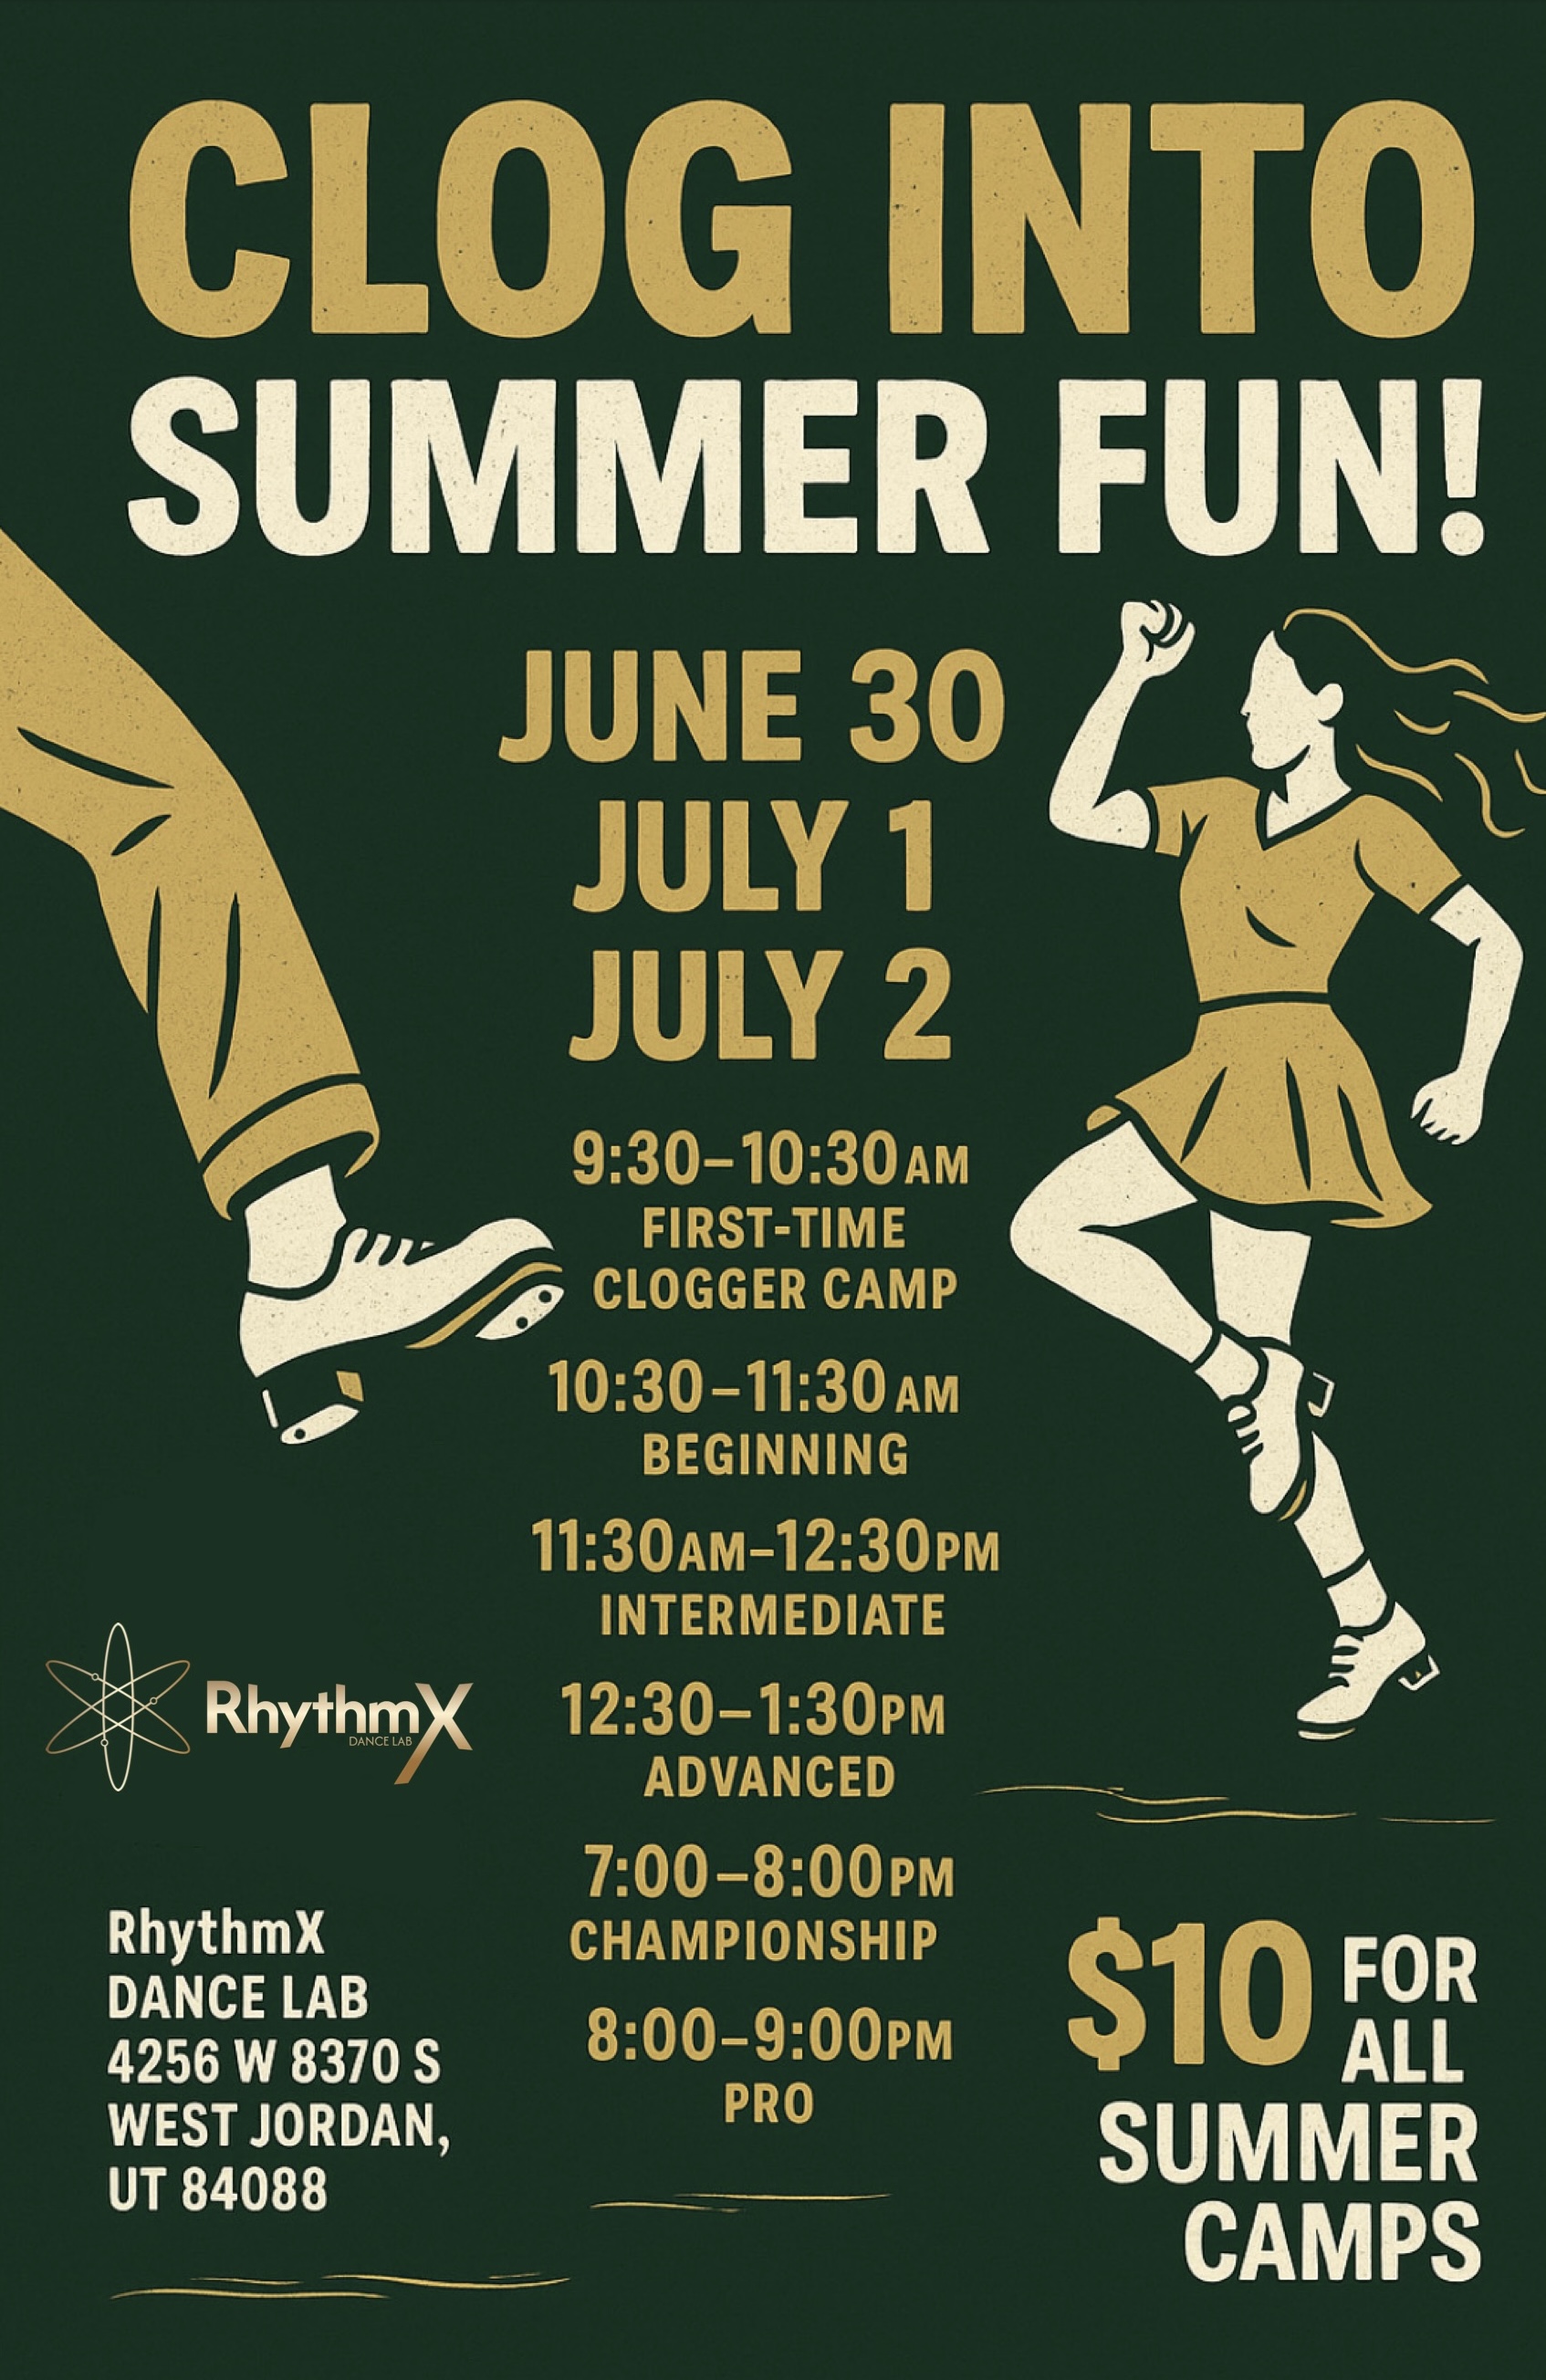 CLOG INTO
SUMMER FUN!
JUNE 30
JULY 1
JULY 2
9:30–10:30AM
FIRST-TIME
CLOGGER CAMP
10:30–11:30AM
BEGINNING
11:30AM–12:30PM
INTERMEDIATE
12:30–1:30PM
ADVANCED
7:00–8:00PM
CHAMPIONSHIP
8:00–9:00PM
PRO
RhythmX
DANCE LAB
RhythmX
DANCE LAB
4256 W 8370 S
WEST JORDAN,
UT 84088
$10 FOR
ALL
SUMMER
CAMPS